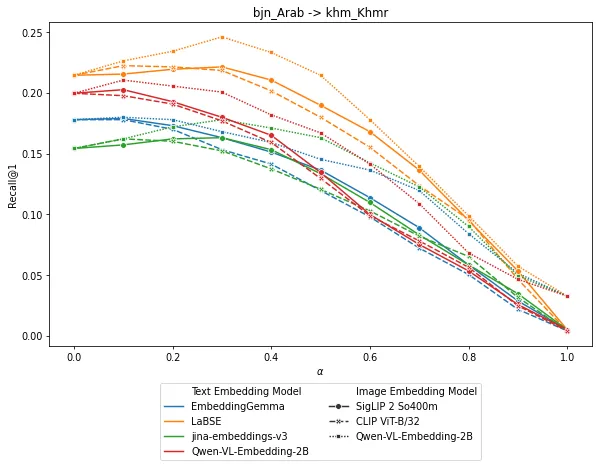 bjn_Arab -> khm_Khmr
Recall@1
0.25
0.20
0.15
0.10
0.05
0.00
0.0 0.2 0.4 0.6 0.8 1.0
α
Text Embedding Model
EmbeddingGemma
LaBSE
jina-embeddings-v3
Qwen-VL-Embedding-2B
Image Embedding Model
SigLIP 2 So400m
CLIP ViT-B/32
Qwen-VL-Embedding-2B